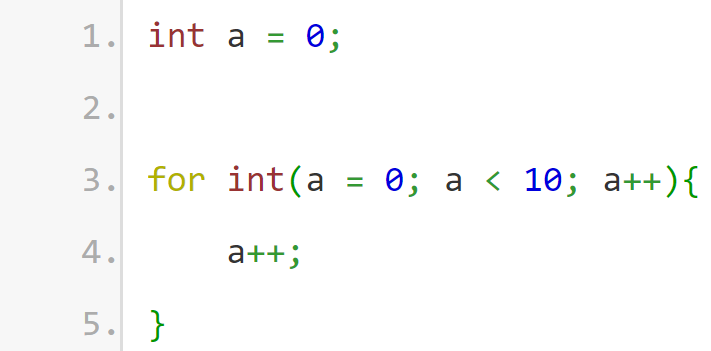 1. int a = 0;
2.
3. for int(a = 0; a < 10; a++){
4.     a++;
5. }